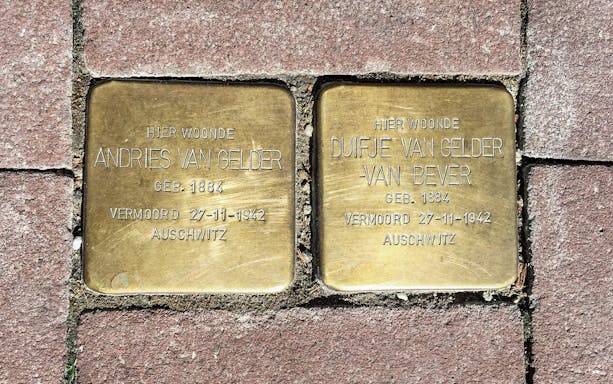 HIER WOONDE
ANDRIES VAN GELDER
GEB. 1884
VERMOORD 27-11-1942
AUSCHWITZ
HIER WOONDE
DUIFJE VAN GELDER
-VAN BEVER
GEB. 1884
VERMOORD 27-11-1942
AUSCHWITZ